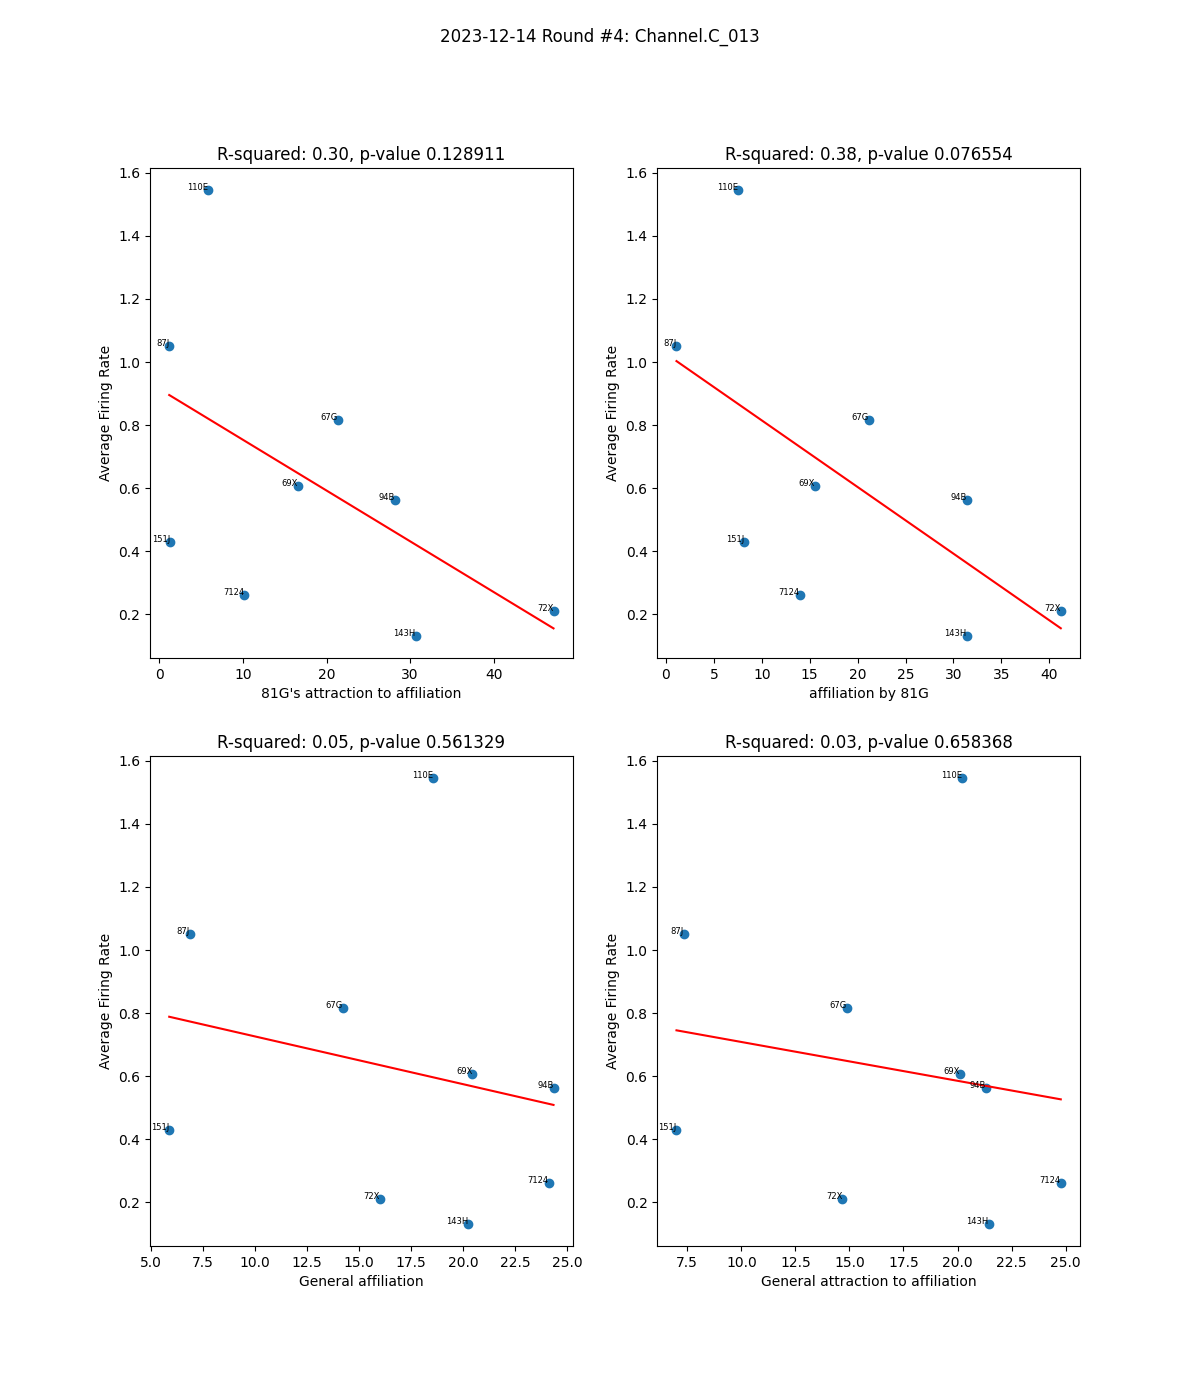 2023-12-14 Round #4: Channel.C_013
R-squared: 0.30, p-value 0.128911
1.6
1.4
1.2
1.0
0.8
0.6
0.4
0.2
Average Firing Rate
110E
87J
67G
69X
94B
151J
7124
72X
143H
0
10
20
30
40
81G's attraction to affiliation
R-squared: 0.38, p-value 0.076554
1.6
1.4
1.2
1.0
0.8
0.6
0.4
0.2
Average Firing Rate
110E
87J
67G
69X
94B
151J
7124
72X
143H
0
5
10
15
20
25
30
35
40
affiliation by 81G
R-squared: 0.05, p-value 0.561329
1.6
1.4
1.2
1.0
0.8
0.6
0.4
0.2
Average Firing Rate
110E
87J
67G
69X
94B
151J
7124
72X
143H
5.0
7.5
10.0
12.5
15.0
17.5
20.0
22.5
25.0
General affiliation
R-squared: 0.03, p-value 0.658368
1.6
1.4
1.2
1.0
0.8
0.6
0.4
0.2
Average Firing Rate
110E
87J
67G
69X
94B
151J
7124
72X
143H
7.5
10.0
12.5
15.0
17.5
20.0
22.5
25.0
General attraction to affiliation